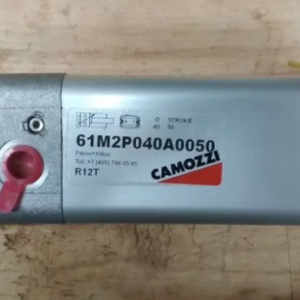 Ø STROKE
40 50
61M2P040A0050
R12T
CAMOZZI